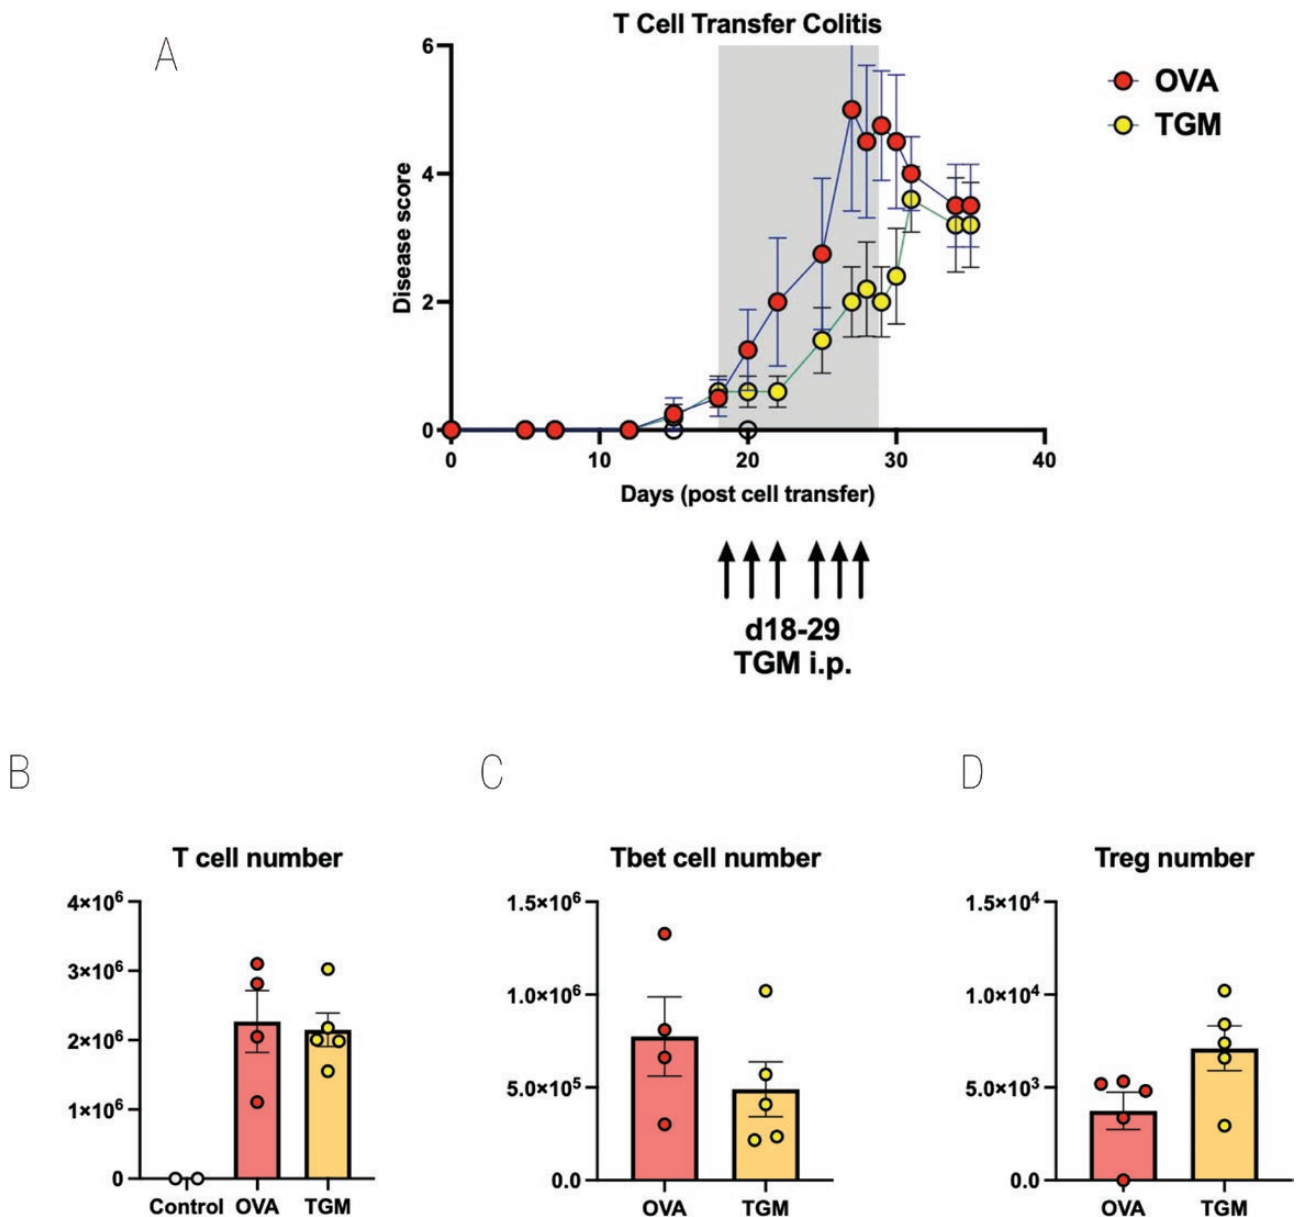 A
T Cell Transfer Colitis
OVA
TGM
Disease score
6
4
2
0
0 10 20 30 40
Days (post cell transfer)
d18-29
TGM i.p.
B
T cell number
4×10⁶
3×10⁶
2×10⁶
1×10⁶
0
Control OVA TGM
C
Tbet cell number
1.5×10⁶
1.0×10⁶
5.0×10⁵
0.0
OVA TGM
D
Treg number
1.5×10⁴
1.0×10⁴
5.0×10³
0.0
OVA TGM